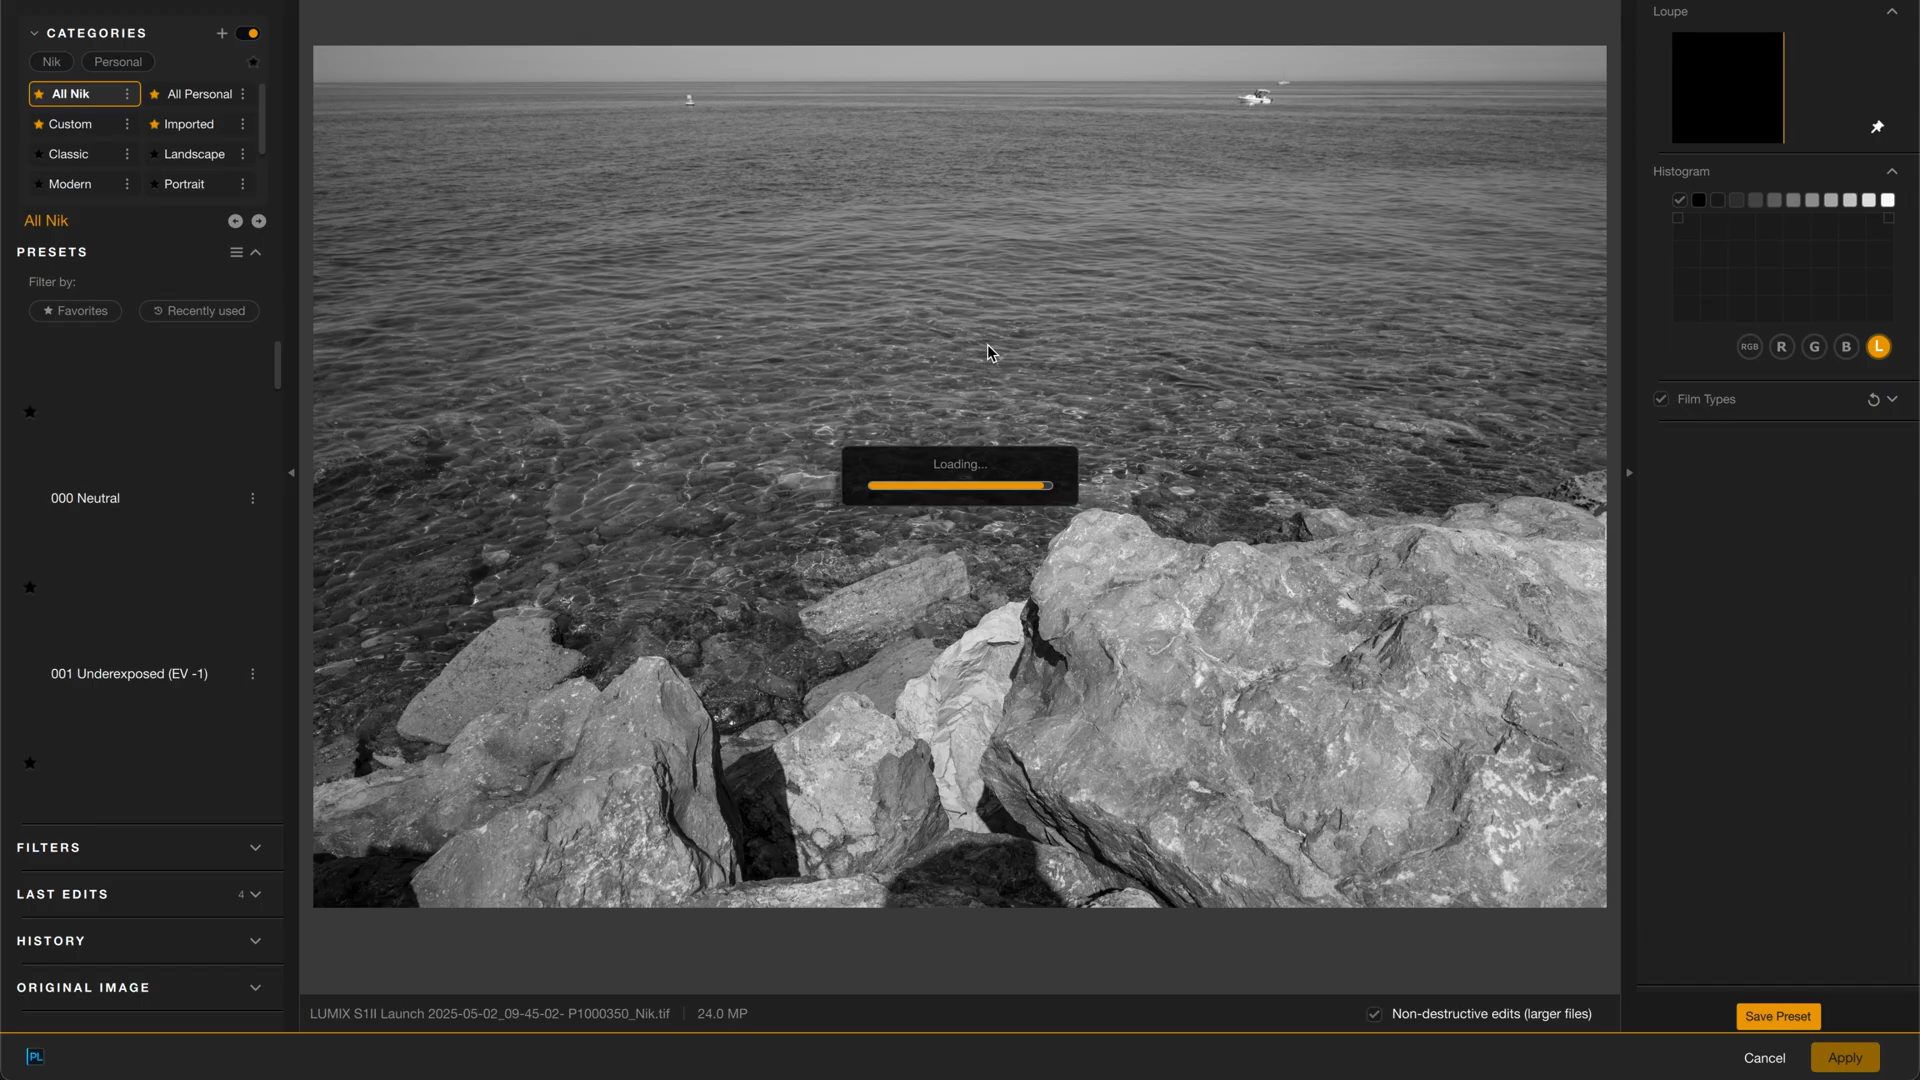 CATEGORIES
Nik
Personal
All Nik
All Personal
Custom
Imported
Classic
Landscape
Modern
Portrait
All Nik
PRESETS
Filter by:
Favorites
Recently used
000 Neutral
001 Underexposed (EV -1)
FILTERS
LAST EDITS
4
HISTORY
ORIGINAL IMAGE
PL
Loading...
LUMIX S1II Launch 2025-05-02_09-45-02- P1000350_Nik.tif
24.0 MP
Non-destructive edits (larger files)
Loupe
Histogram
RGB
R
G
B
L
Film Types
Save Preset
Cancel
Apply